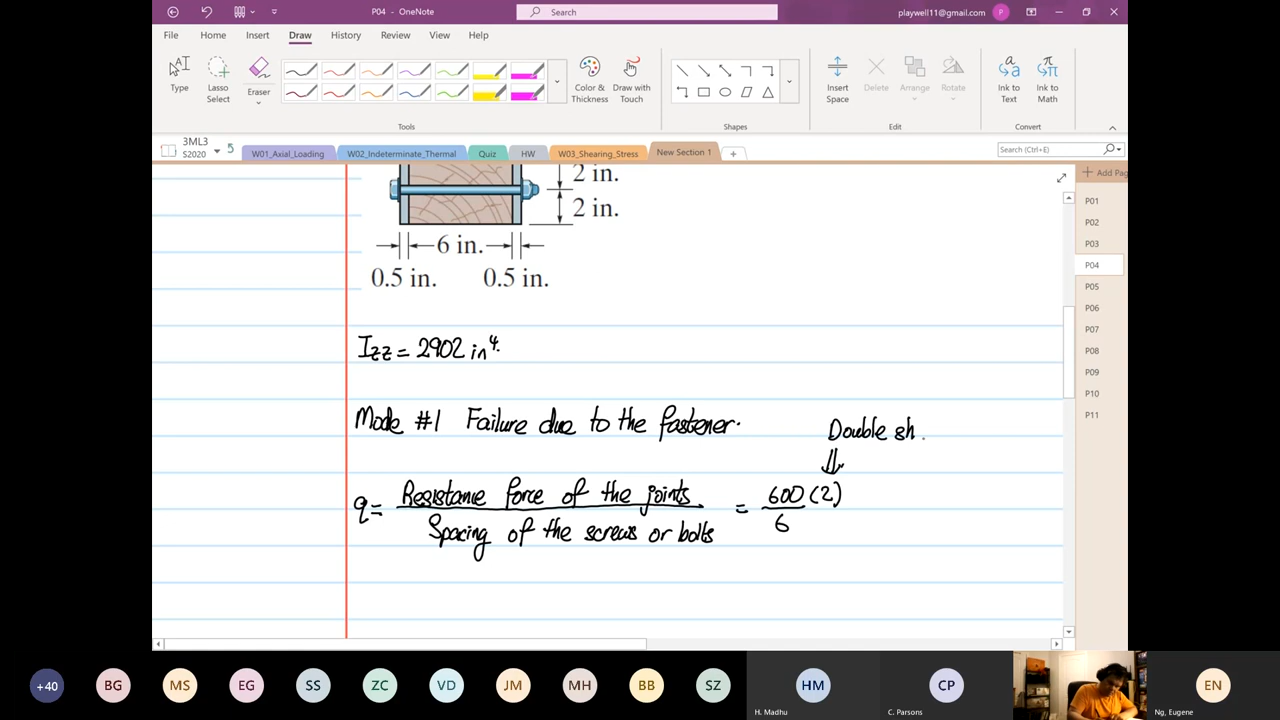 P04 - OneNote
Search
playwell11@gmail.com
P
File Home Insert Draw History Review View Help
Type
Lasso Select
Eraser
Color & Thickness
Draw with Touch
Insert Space
Delete
Arrange
Rotate
Ink to Text
Ink to Math
Tools
Shapes
Edit
Convert
3ML3 S2020
W01_Axial_Loading
W02_Indeterminate_Thermal
Quiz
HW
W03_Shearing_Stress
New Section 1
Search (Ctrl+E)
Add Pag
P01
P02
P03
P04
P05
P06
P07
P08
P09
P10
P11
2 in.
2 in.
6 in.
0.5 in. 0.5 in.
Izz = 2902 in⁴.
Mode #1 Failure due to the fastener.
Double sh.
q = Resistance force of the joints = 600 (2)
Spacing of the screws or bolts 6
+40 BG MS EG SS ZC VD JM MH BB SZ HM CP EN
H. Madhu
C. Parsons
Ng, Eugene